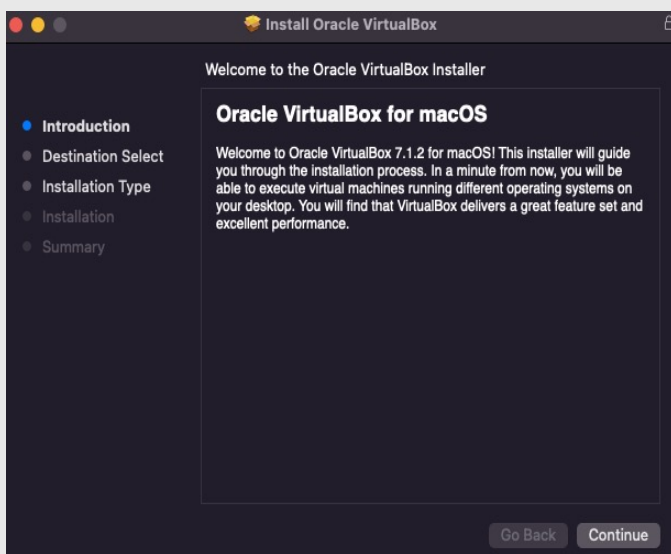 Install Oracle VirtualBox
Welcome to the Oracle VirtualBox Installer
Introduction
Destination Select
Installation Type
Installation
Summary
Oracle VirtualBox for macOS
Welcome to Oracle VirtualBox 7.1.2 for macOS! This installer will guide
you through the installation process. In a minute from now, you will be
able to execute virtual machines running different operating systems on
your desktop. You will find that VirtualBox delivers a great feature set and
excellent performance.
Go Back
Continue